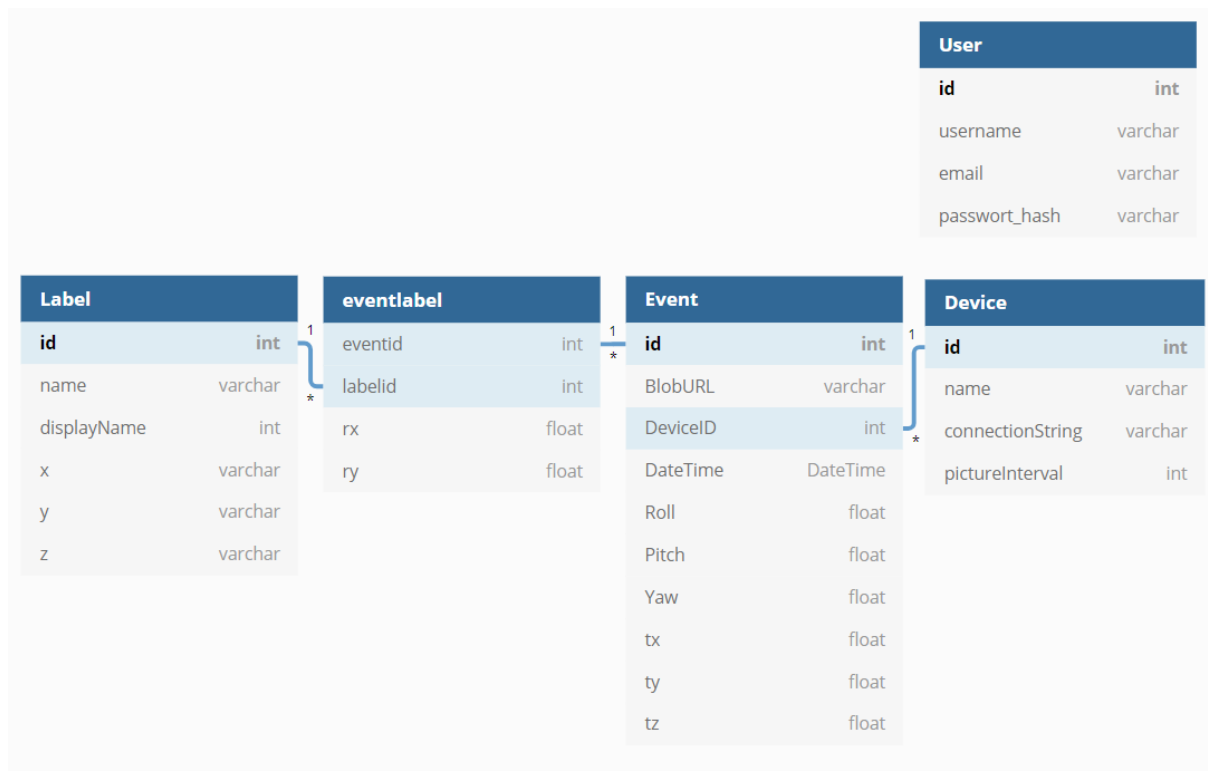 User
id int
username varchar
email varchar
passwort_hash varchar
Label
id int
name varchar
displayName int
x varchar
y varchar
z varchar
1
*
eventlabel
eventid int
labelid int
rx float
ry float
1
*
Event
id int
BlobURL varchar
DeviceID int
DateTime DateTime
Roll float
Pitch float
Yaw float
tx float
ty float
tz float
1
*
Device
id int
name varchar
connectionString varchar
pictureInterval int